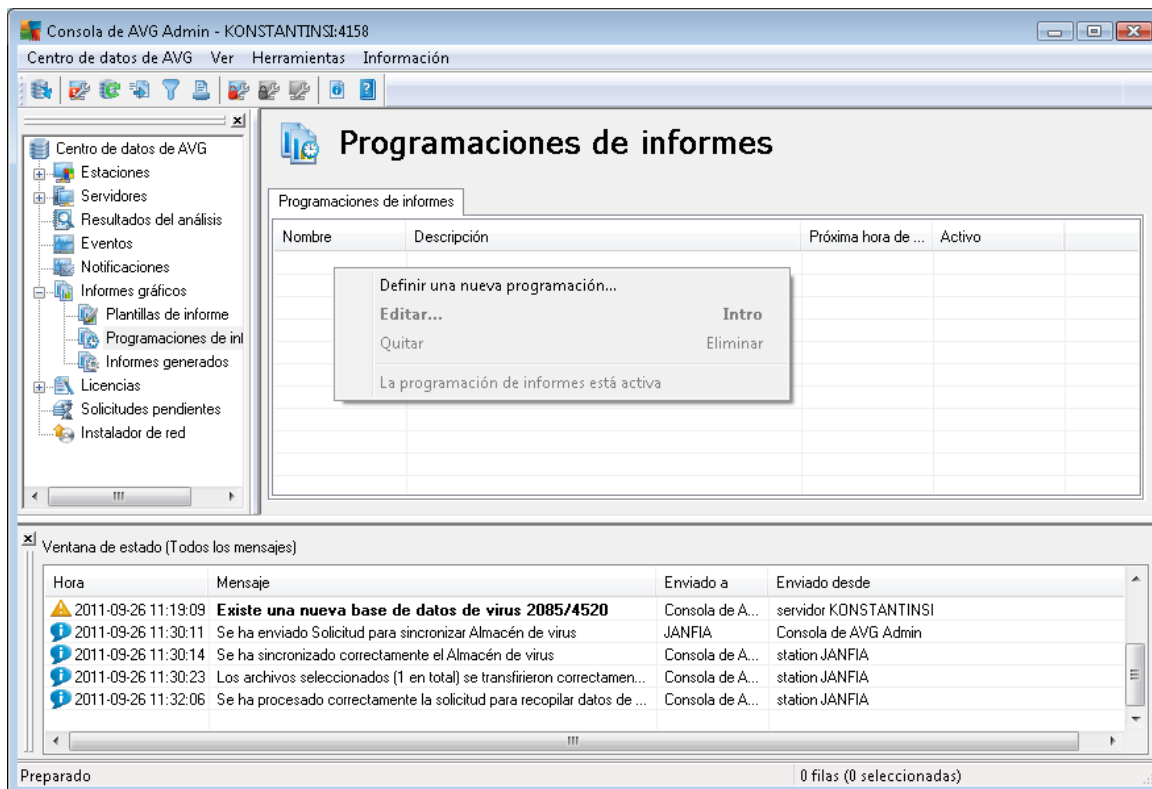 Consola de AVG Admin - KONSTANTINSI:4158
Centro de datos de AVG Ver Herramientas Información
Centro de datos de AVG
Estaciones
Servidores
Resultados del análisis
Eventos
Notificaciones
Informes gráficos
Plantillas de informe
Programaciones de inf
Informes generados
Licencias
Solicitudes pendientes
Instalador de red
Programaciones de informes
Programaciones de informes
Nombre Descripción Próxima hora de ... Activo
Definir una nueva programación...
Editar... Intro
Quitar Eliminar
La programación de informes está activa
Ventana de estado (Todos los mensajes)
Hora Mensaje Enviado a Enviado desde
2011-09-26 11:19:09 Existe una nueva base de datos de virus 2085/4520 Consola de A... servidor KONSTANTINSI
2011-09-26 11:30:11 Se ha enviado Solicitud para sincronizar Almacén de virus JANFIA Consola de AVG Admin
2011-09-26 11:30:14 Se ha sincronizado correctamente el Almacén de virus Consola de A... station JANFIA
2011-09-26 11:30:23 Los archivos seleccionados (1 en total) se transfirieron correctamen... Consola de A... station JANFIA
2011-09-26 11:32:06 Se ha procesado correctamente la solicitud para recopilar datos de ... Consola de A... station JANFIA
Preparado 0 filas (0 seleccionadas)